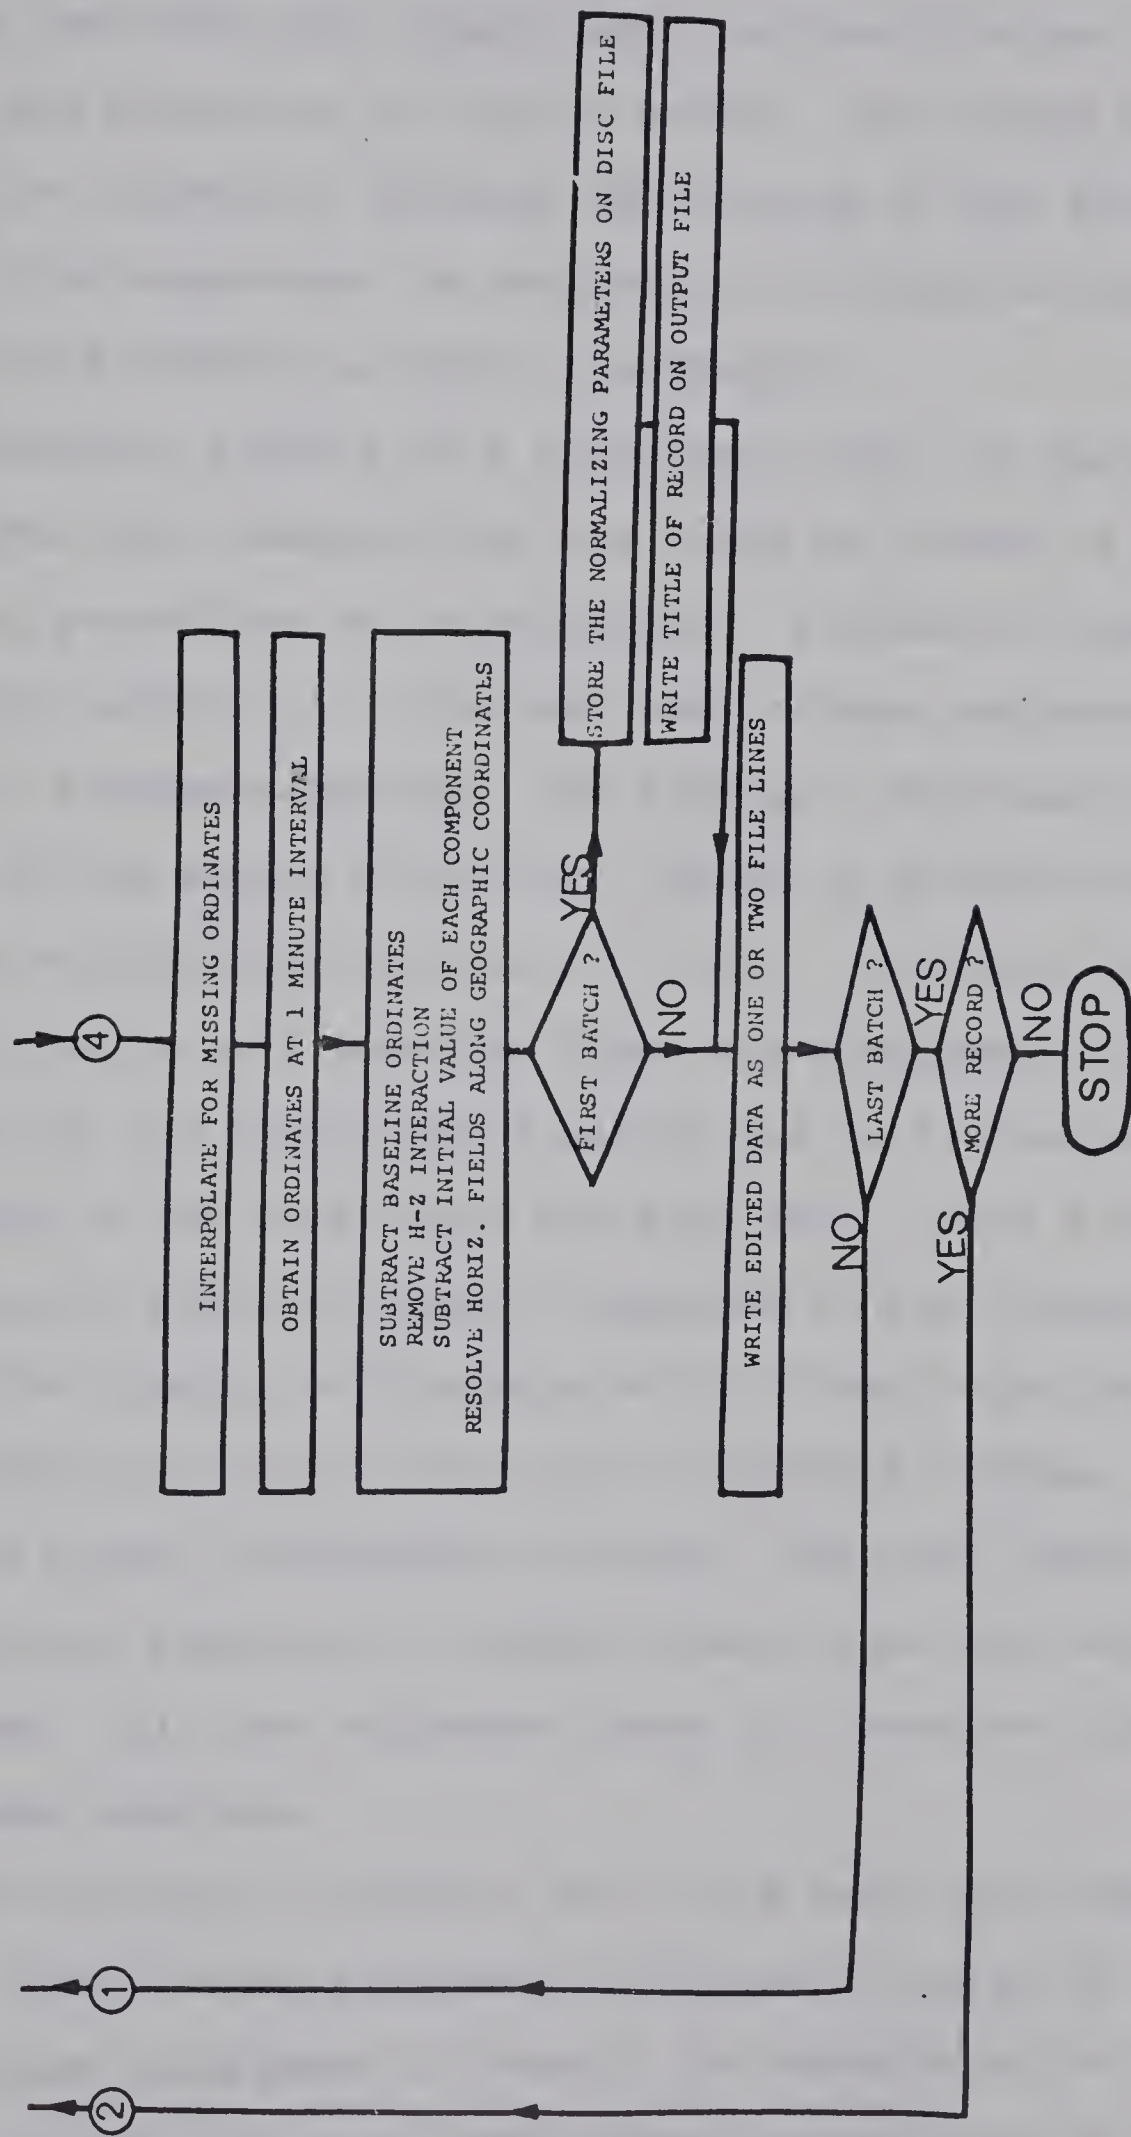 4
INTERPOLATE FOR MISSING ORDINATES
OBTAIN ORDINATES AT 1 MINUTE INTERVAL
SUBTRACT BASELINE ORDINATES
REMOVE H-Z INTERACTION
SUBTRACT INITIAL VALUE OF EACH COMPONENT
RESOLVE HORIZ. FIELDS ALONG GEOGRAPHIC COORDINATES
FIRST BATCH ?
YES
STORE THE NORMALIZING PARAMETERS ON DISC FILE
WRITE TITLE OF RECORD ON OUTPUT FILE
NO
WRITE EDITED DATA AS ONE OR TWO FILE LINES
LAST BATCH ?
NO
1
YES
MORE RECORD ?
YES
2
NO
STOP